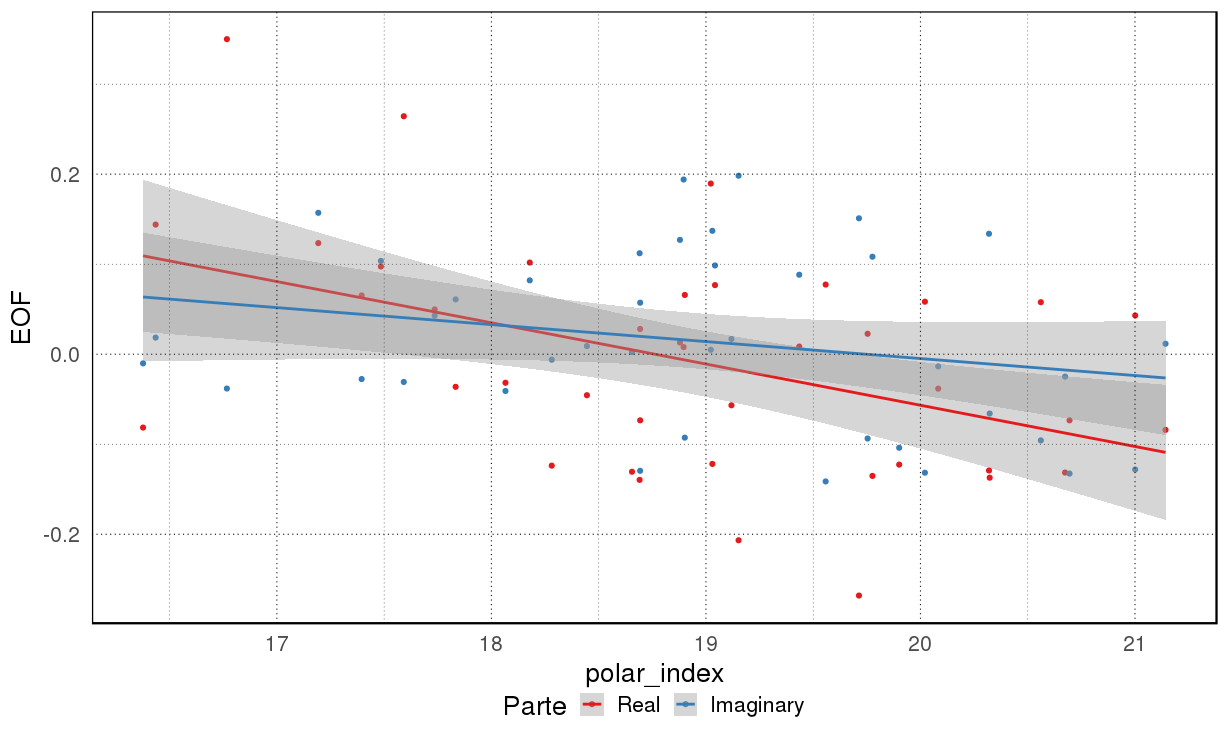 EOF
0.2
0.0
-0.2
17 18 19 20 21
polar_index
Parte Real Imaginary